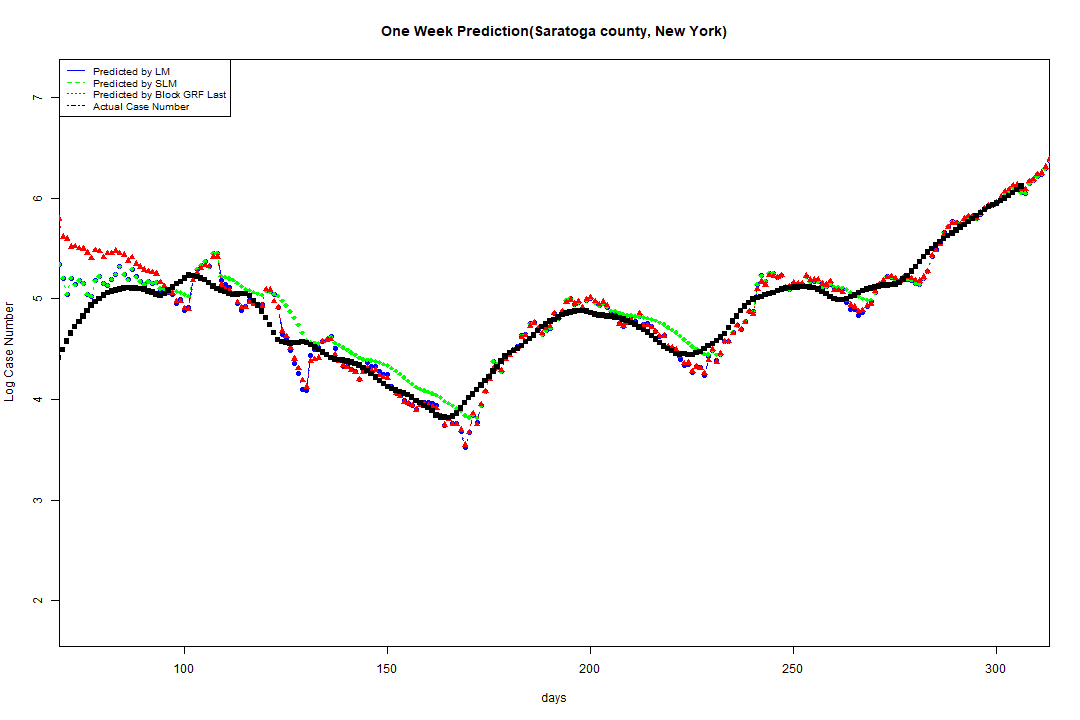 One Week Prediction(Saratoga county, New York)
Predicted by LM
Predicted by SLM
Predicted by Block GRF Last
Actual Case Number
7
6
5
4
3
2
Log Case Number
100 150 200 250 300
days